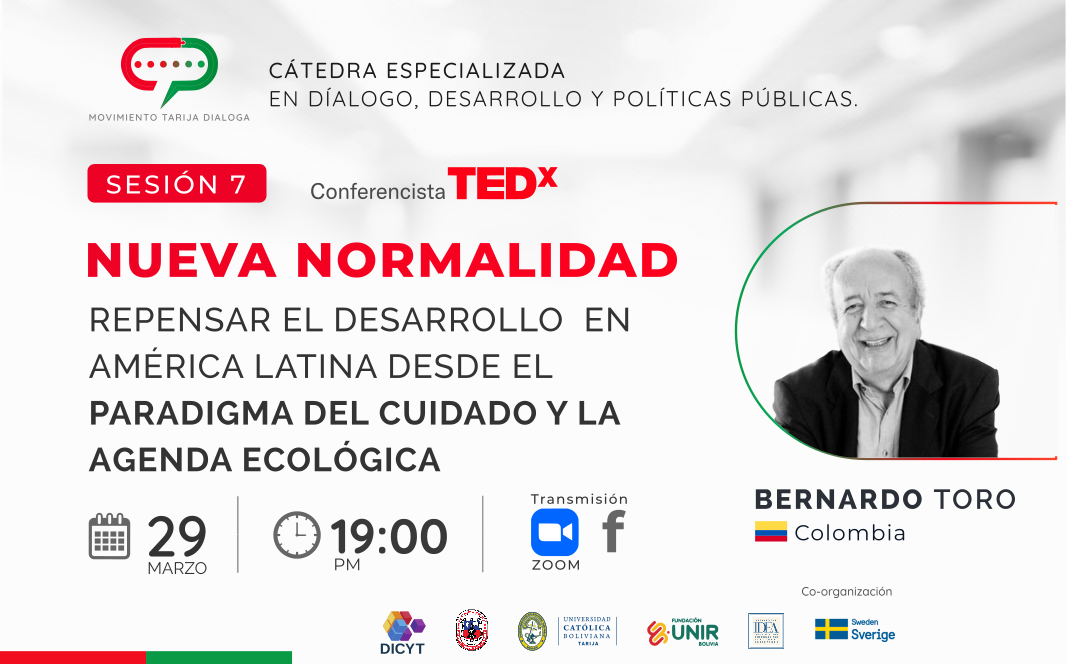 CÁTEDRA ESPECIALIZADA
EN DÍALOGO, DESARROLLO Y POLÍTICAS PÚBLICAS.
MOVIMIENTO TARIJA DIALOGA
SESIÓN 7
Conferencista TEDx
NUEVA NORMALIDAD
REPENSAR EL DESARROLLO EN
AMÉRICA LATINA DESDE EL
PARADIGMA DEL CUIDADO Y LA
AGENDA ECOLÓGICA
29
MARZO
19:00
PM
Transmisión
f
ZOOM
BERNARDO TORO
Colombia
Co-organización
DICYT
UNIVERSIDAD
CATÓLICA
BOLIVIANA
TARIJA
FUNDACIÓN
UNIR
BOLIVIA
IDEA
Sweden
Sverige